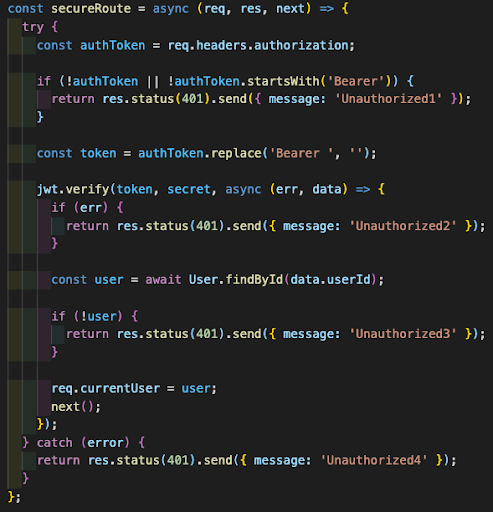 const secureRoute = async (req, res, next) => {
  try {
    const authToken = req.headers.authorization;

    if (!authToken || !authToken.startsWith('Bearer')) {
      return res.status(401).send({ message: 'Unauthorized1' });
    }

    const token = authToken.replace('Bearer ', '');

    jwt.verify(token, secret, async (err, data) => {
      if (err) {
        return res.status(401).send({ message: 'Unauthorized2' });
      }

      const user = await User.findById(data.userId);

      if (!user) {
        return res.status(401).send({ message: 'Unauthorized3' });
      }

      req.currentUser = user;
      next();
    });
  } catch (error) {
    return res.status(401).send({ message: 'Unauthorized4' });
  }
};